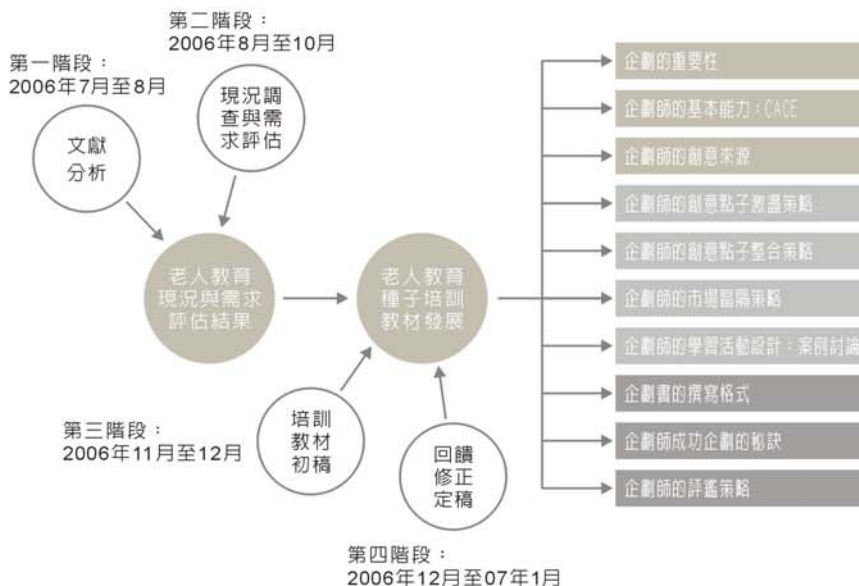 第一階段：
2006年7月至8月
第二階段：
2006年8月至10月
文獻
分析
現況調
查與需
求評估
老人教育
現況與需求
評估結果
老人教育
種子培訓
教材發展
第三階段：
2006年11月至12月
培訓
教材
初稿
回饋
修正
定稿
第四階段：
2006年12月至07年1月
企劃的重要性
企劃師的基本能力：CACE
企劃師的創意來源
企劃師的創意點子激盪策略
企劃師的創意點子整合策略
企劃師的市場區隔策略
企劃師的學習活動設計：案例討論
企劃書的撰寫格式
企劃師成功企劃的秘訣
企劃師的評鑑策略